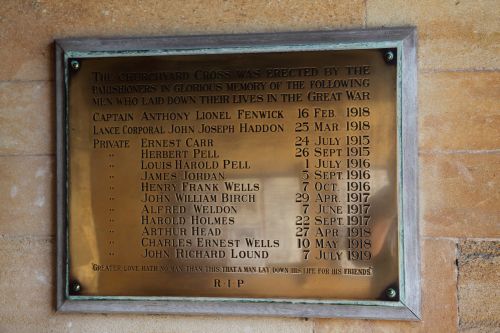 THE CHURCHYARD CROSS WAS ERECTED BY THE
PARISHIONERS IN GLORIOUS MEMORY OF THE FOLLOWING
MEN WHO LAID DOWN THEIR LIVES IN THE GREAT WAR
CAPTAIN ANTHONY LIONEL FENWICK 16 FEB. 1918
LANCE CORPORAL JOHN JOSEPH HADDON 25 MAR 1918
PRIVATE ERNEST CARR 24 JULY 1915
" HERBERT PELL 26 SEPT. 1915
" LOUIS HAROLD PELL 1 JULY 1916
" JAMES JORDAN 3 SEPT. 1916
" HENRY FRANK WELLS 7 OCT. 1916
" JOHN WILLIAM BIRCH 29 APR. 1917
" ALFRED WELDON 7 JUNE 1917
" HAROLD HOLMES 22 SEPT. 1917
" ARTHUR HEAD 27 APR. 1918
" CHARLES ERNEST WELLS 10 MAY 1918
" JOHN RICHARD LOUND 7 JULY 1919
"GREATER LOVE HATH NO MAN THAN THIS, THAT A MAN LAY DOWN HIS LIFE FOR HIS FRIENDS."
R·I·P